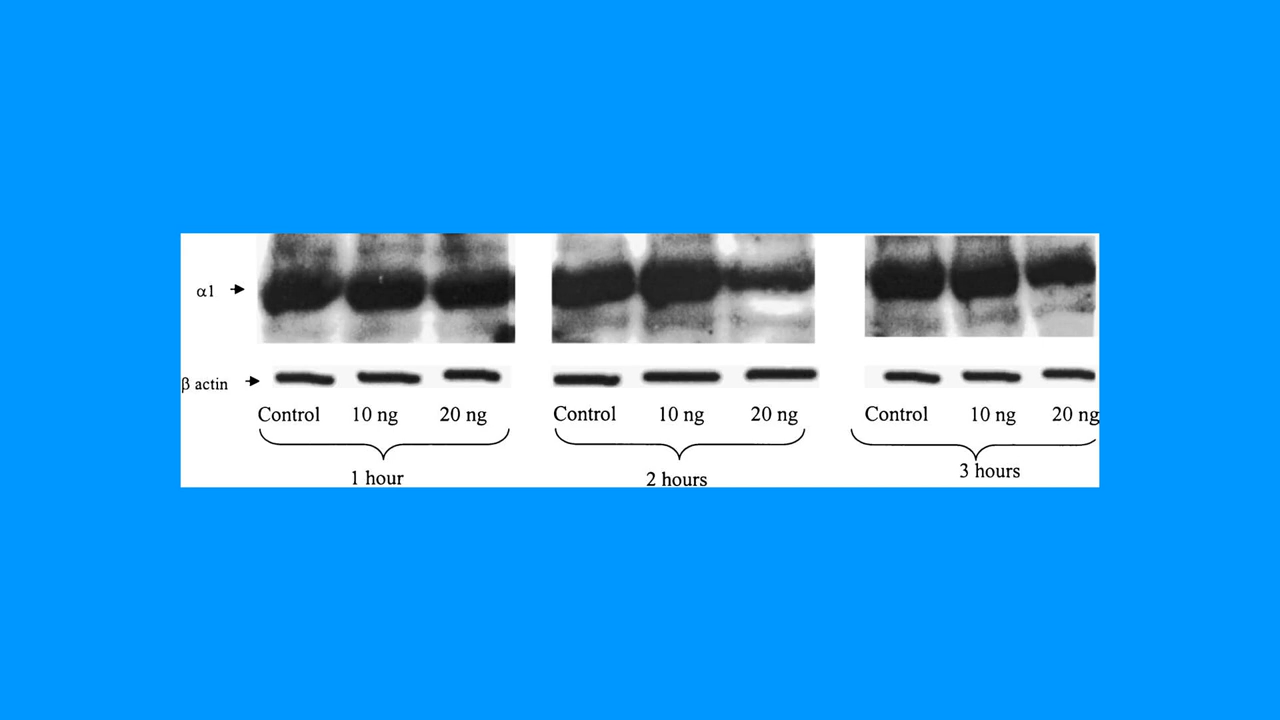 α1
β actin
Control 10 ng 20 ng Control 10 ng 20 ng Control 10 ng 20 ng
1 hour 2 hours 3 hours